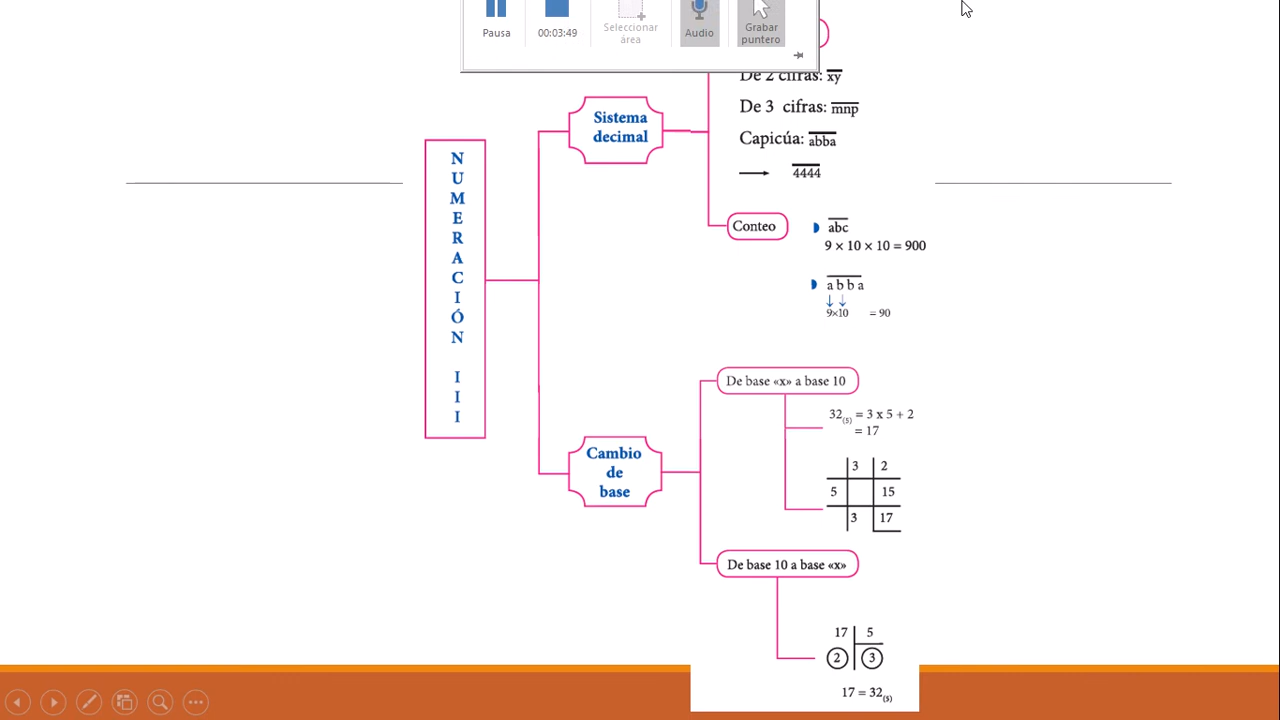 Pausa
00:03:49
Seleccionar
área
Audio
Grabar
puntero
De 2 cifras: xy
De 3 cifras: mnp
Capicúa: abba
4444
Sistema
decimal
NUMERACIÓN III
Conteo
abc
9 × 10 × 10 = 900
a b b a
9×10 = 90
De base «x» a base 10
32(5) = 3 x 5 + 2
= 17
Cambio
de
base
3 2
5 15
3 17
De base 10 a base «x»
17 5
2 3
17 = 32(5)